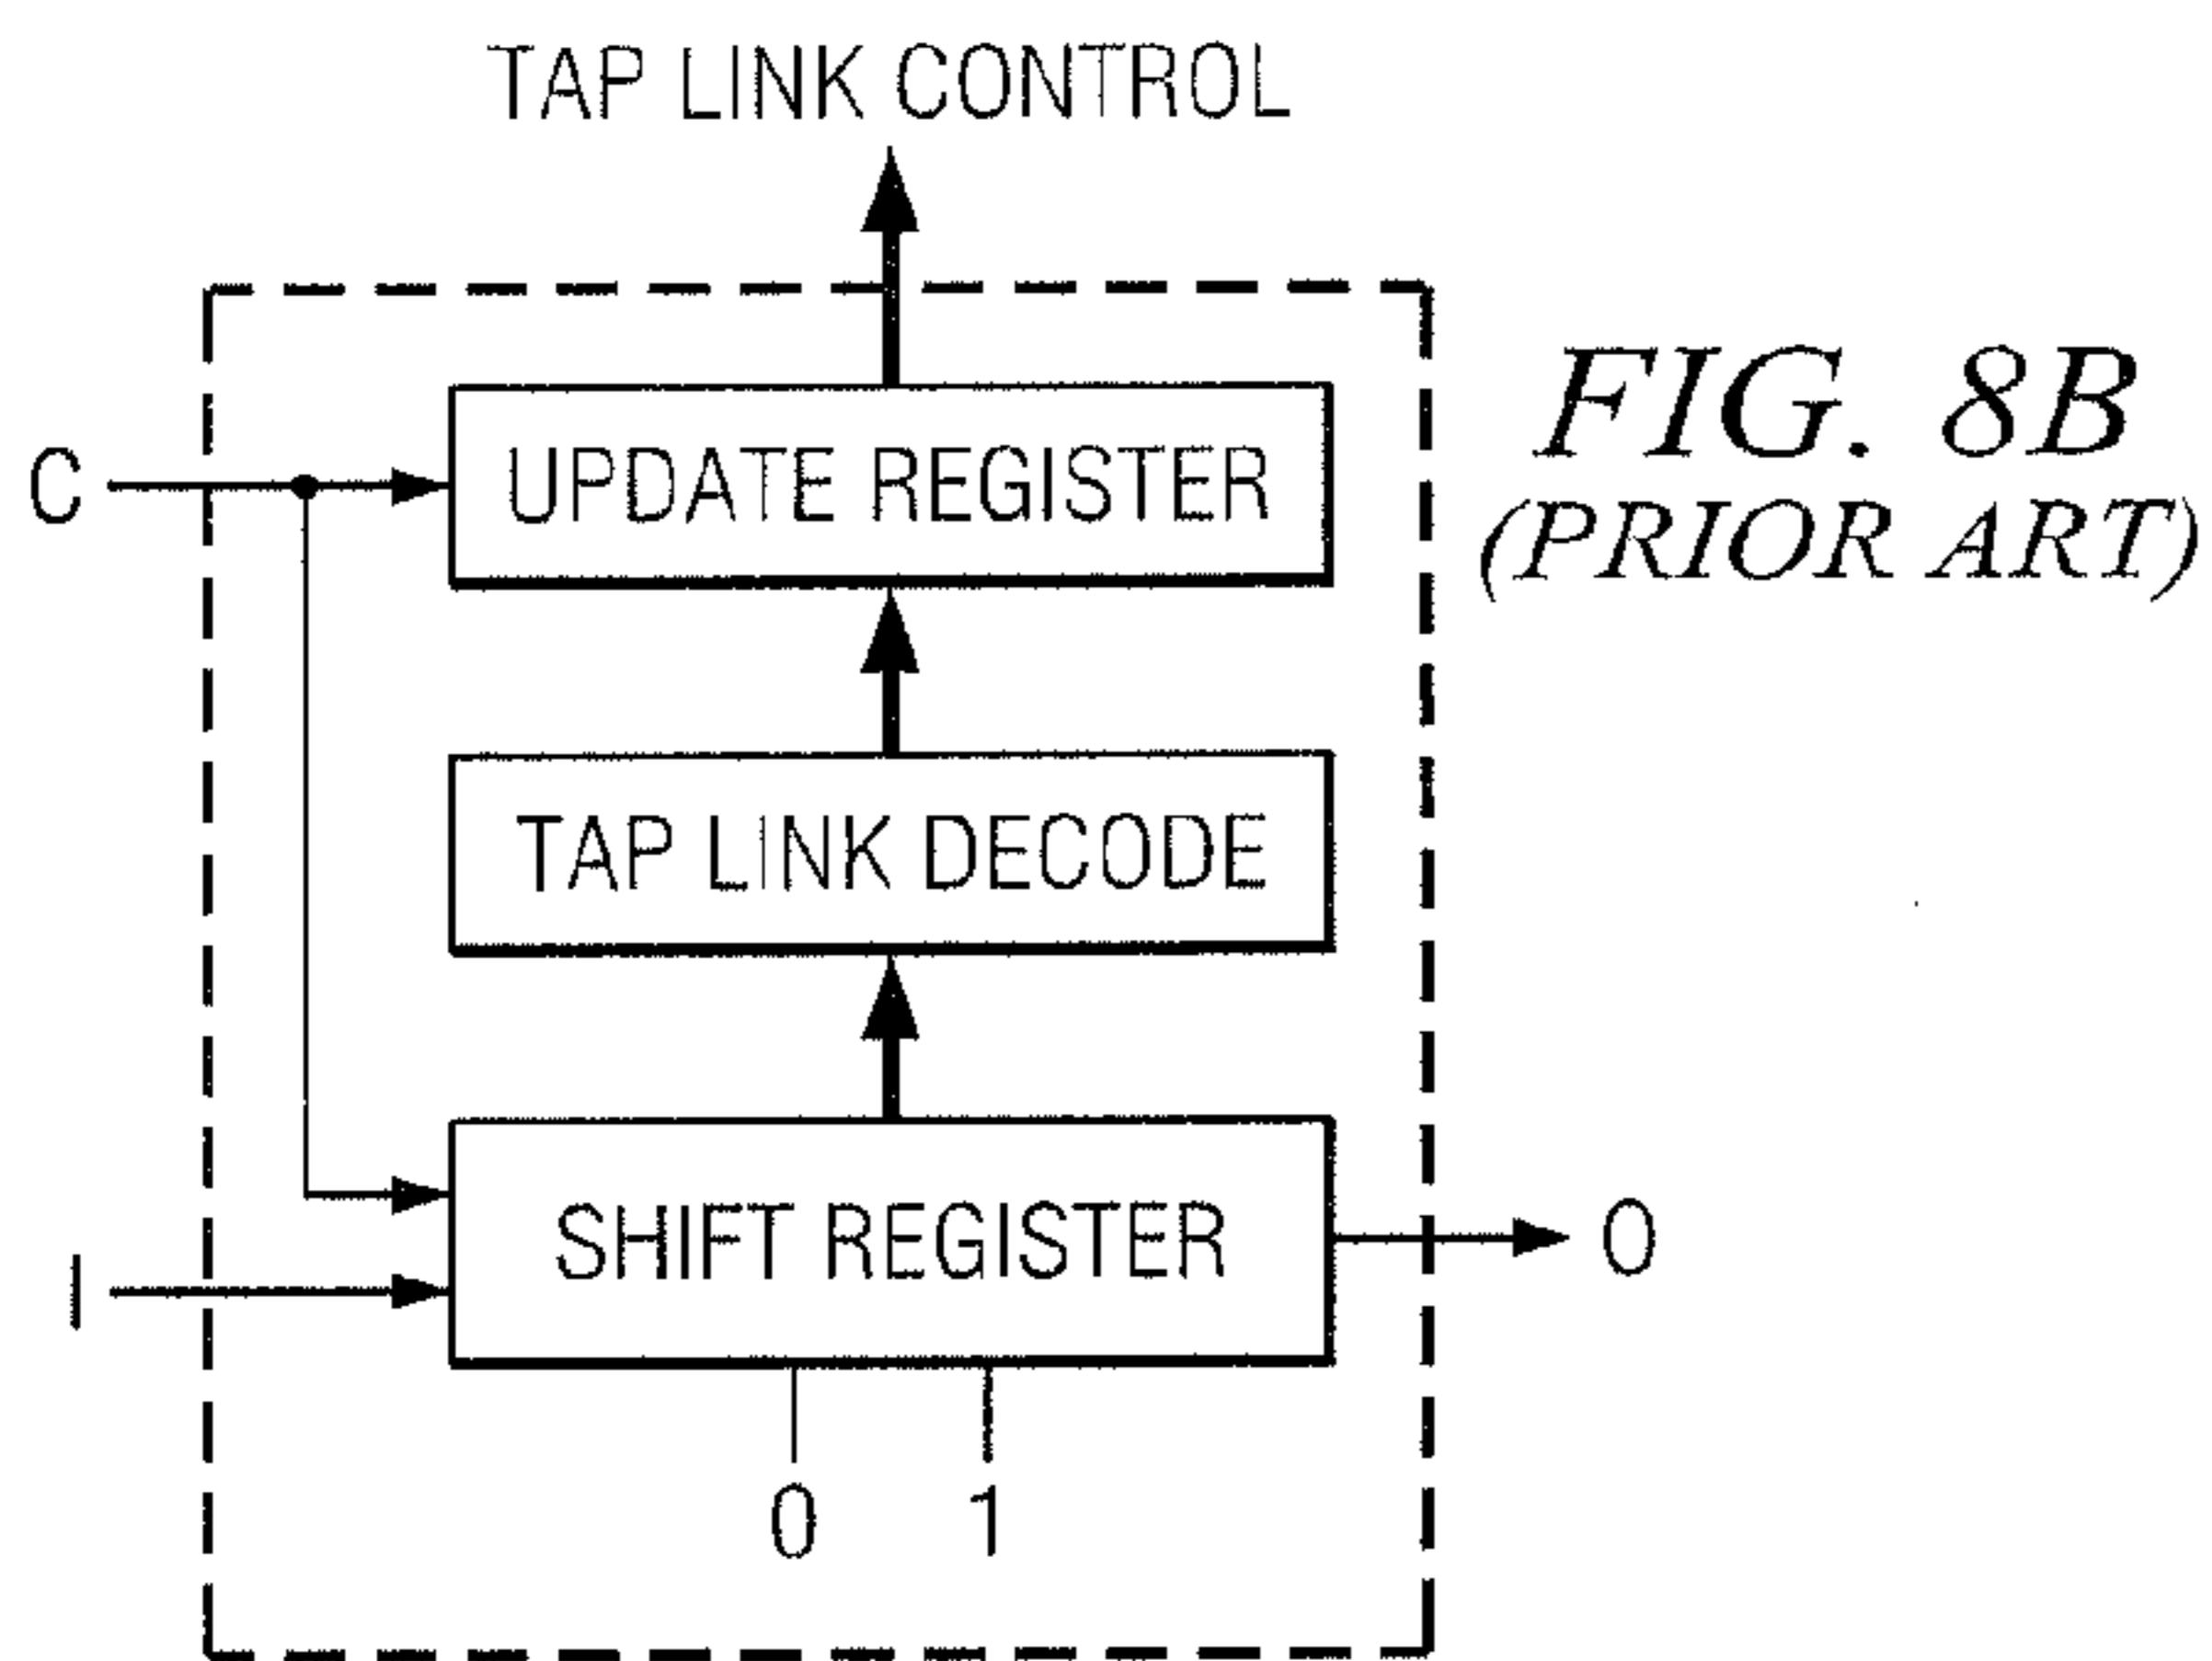 TAP LINK CONTROL
FIG. 8B
(PRIOR ART)
C
UPDATE REGISTER
TAP LINK DECODE
SHIFT REGISTER
I
O
0 1